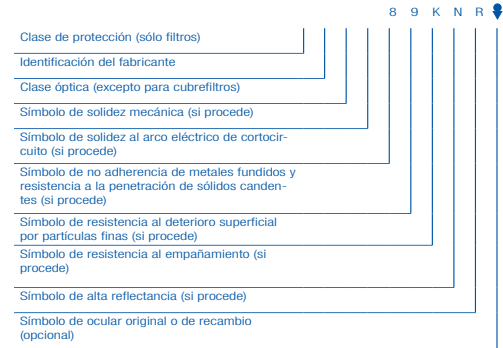 8 9 K N R
Clase de protección (sólo filtros)
Identificación del fabricante
Clase óptica (excepto para cubrefiltros)
Símbolo de solidez mecánica (si procede)
Símbolo de solidez al arco eléctrico de cortocir-
cuito (si procede)
Símbolo de no adherencia de metales fundidos y
resistencia a la penetración de sólidos canden-
tes (si procede)
Símbolo de resistencia al deterioro superficial
por partículas finas (si procede)
Símbolo de resistencia al empañamiento (si
procede)
Símbolo de alta reflectancia (si procede)
Símbolo de ocular original o de recambio
(opcional)